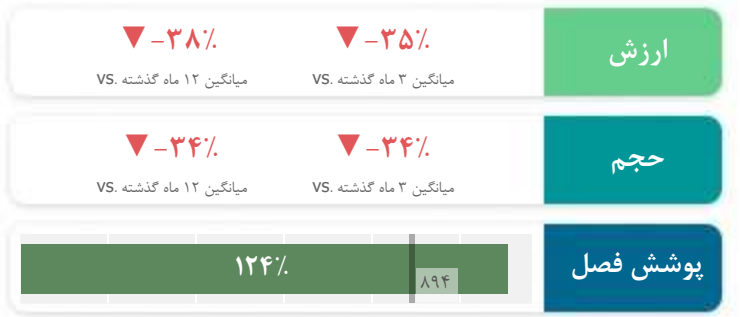 ارزش
▼ -۳۵٪
▼ -۳۸٪
میانگین ۳ ماه گذشته .VS
میانگین ۱۲ ماه گذشته .VS
حجم
▼ -۳۴٪
▼ -۳۴٪
میانگین ۳ ماه گذشته .VS
میانگین ۱۲ ماه گذشته .VS
پوشش فصل
۱۲۴٪
۸۹۴